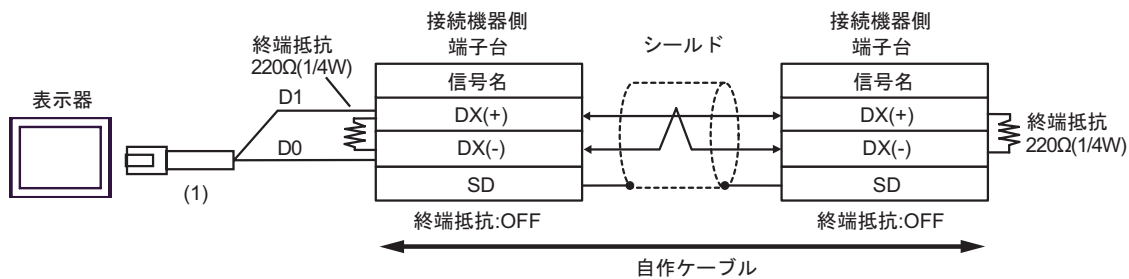 表示器
(1)
D1
D0
終端抵抗
220Ω(1/4W)
接続機器側
端子台
信号名
DX(+)
DX(-)
SD
終端抵抗:OFF
シールド
接続機器側
端子台
信号名
DX(+)
DX(-)
SD
終端抵抗:OFF
終端抵抗
220Ω(1/4W)
自作ケーブル